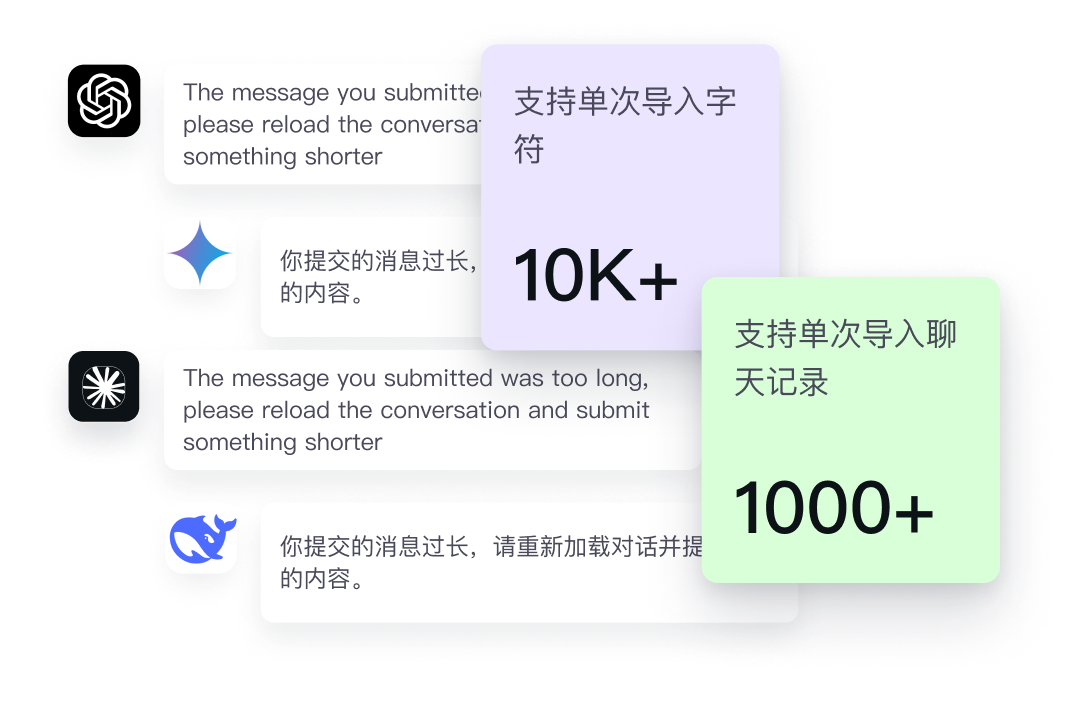 The message you submitted
please reload the
something shorter
支持单次导入字
符
10K+
你提交的消息过长，
的内容。
支持单次导入聊
天记录
1000+
The message you submitted was too long,
please reload the conversation and submit
something shorter
你提交的消息过长，请重新加载对话并提
的内容。